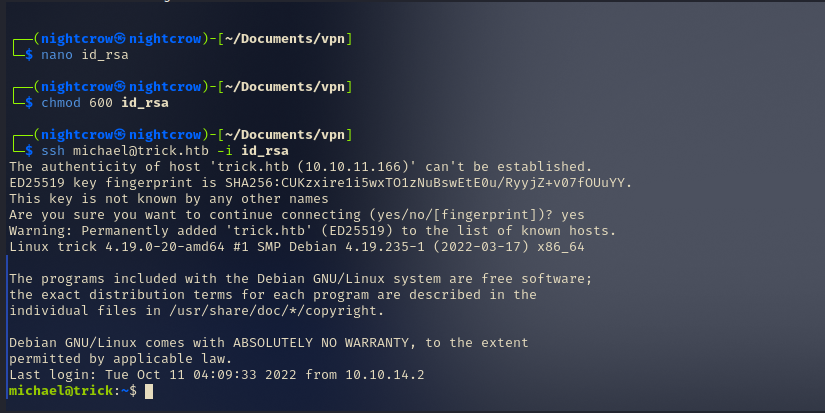 ┌──(nightcrow㉿nightcrow)-[~/Documents/vpn]
└─$ nano id_rsa
┌──(nightcrow㉿nightcrow)-[~/Documents/vpn]
└─$ chmod 600 id_rsa
┌──(nightcrow㉿nightcrow)-[~/Documents/vpn]
└─$ ssh michael@trick.htb -i id_rsa
The authenticity of host 'trick.htb (10.10.11.166)' can't be established.
ED25519 key fingerprint is SHA256:CUKzxire1i5wxTO1zNuBswEtE0u/RyyjZ+v07fOUuYY.
This key is not known by any other names
Are you sure you want to continue connecting (yes/no/[fingerprint])? yes
Warning: Permanently added 'trick.htb' (ED25519) to the list of known hosts.
Linux trick 4.19.0-20-amd64 #1 SMP Debian 4.19.235-1 (2022-03-17) x86_64
The programs included with the Debian GNU/Linux system are free software;
the exact distribution terms for each program are described in the
individual files in /usr/share/doc/*/copyright.
Debian GNU/Linux comes with ABSOLUTELY NO WARRANTY, to the extent
permitted by applicable law.
Last login: Tue Oct 11 04:09:33 2022 from 10.10.14.2
michael@trick:~$